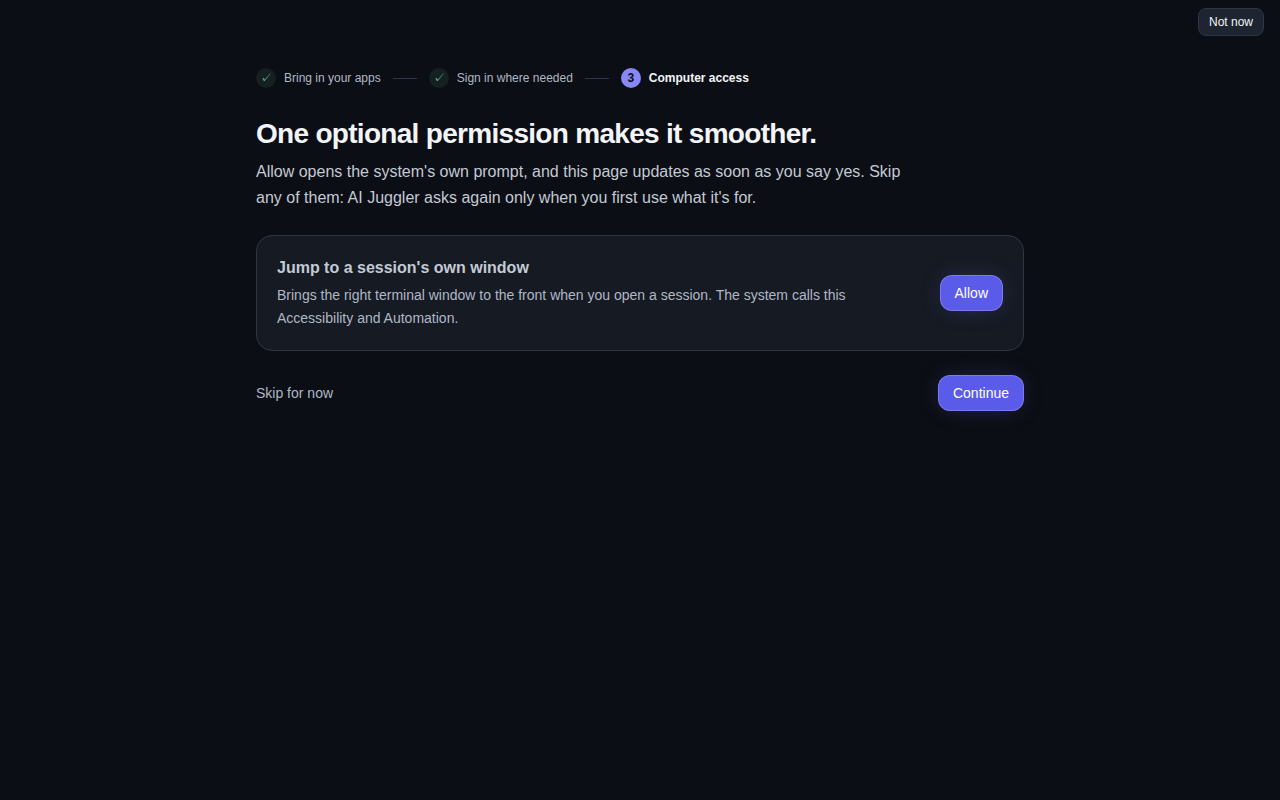 Not now
✓ Bring in your apps ✓ Sign in where needed 3 Computer access
One optional permission makes it smoother.
Allow opens the system's own prompt, and this page updates as soon as you say yes. Skip
any of them: AI Juggler asks again only when you first use what it's for.
Jump to a session's own window
Brings the right terminal window to the front when you open a session. The system calls this
Accessibility and Automation.
Allow
Skip for now
Continue